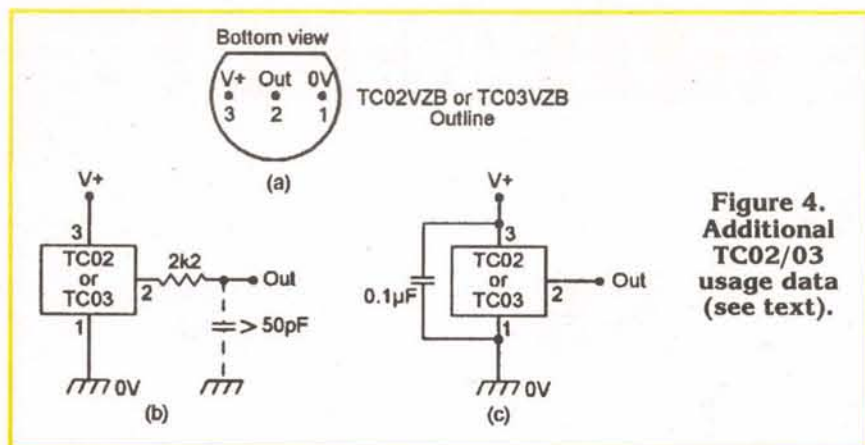 Bottom view
V+ Out 0V
3 2 1
TC02VZB or TC03VZB
Outline
(a)
V+
3
TC02
or
TC03
2
2k2
Out
> 50pF
1
0V
(b)
V+
3
0.1µF
TC02
or
TC03
2
Out
1
0V
(c)
Figure 4.
Additional
TC02/03
usage data
(see text).